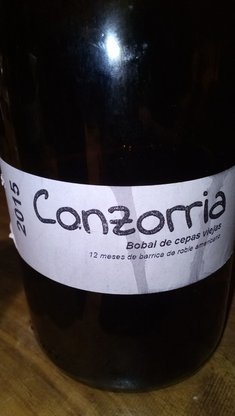 2015
Canzorria
Bobal de cepas viejas
12 meses de barrica de roble americano